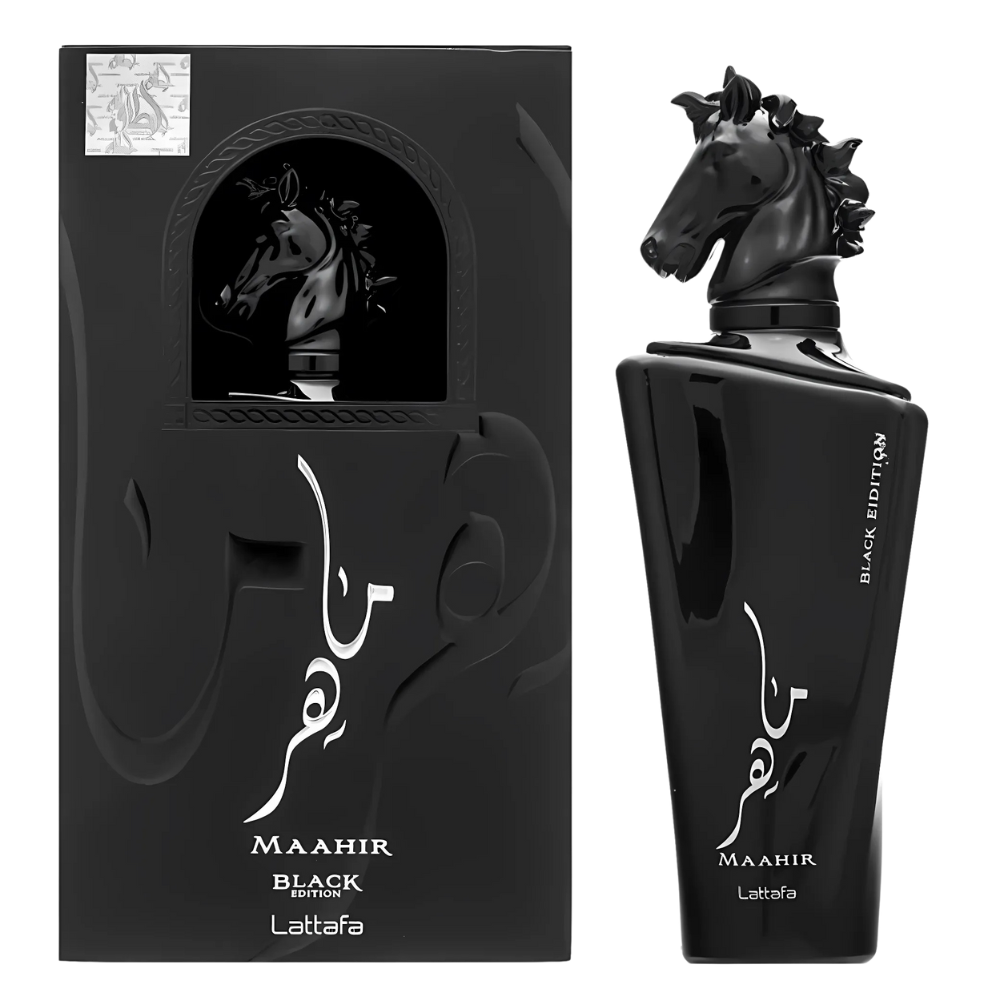 ماهر
MAAHIR
BLACK
EDITION
Lattafa
BLACK EIDITION
ماهر
MAAHIR
Lattafa